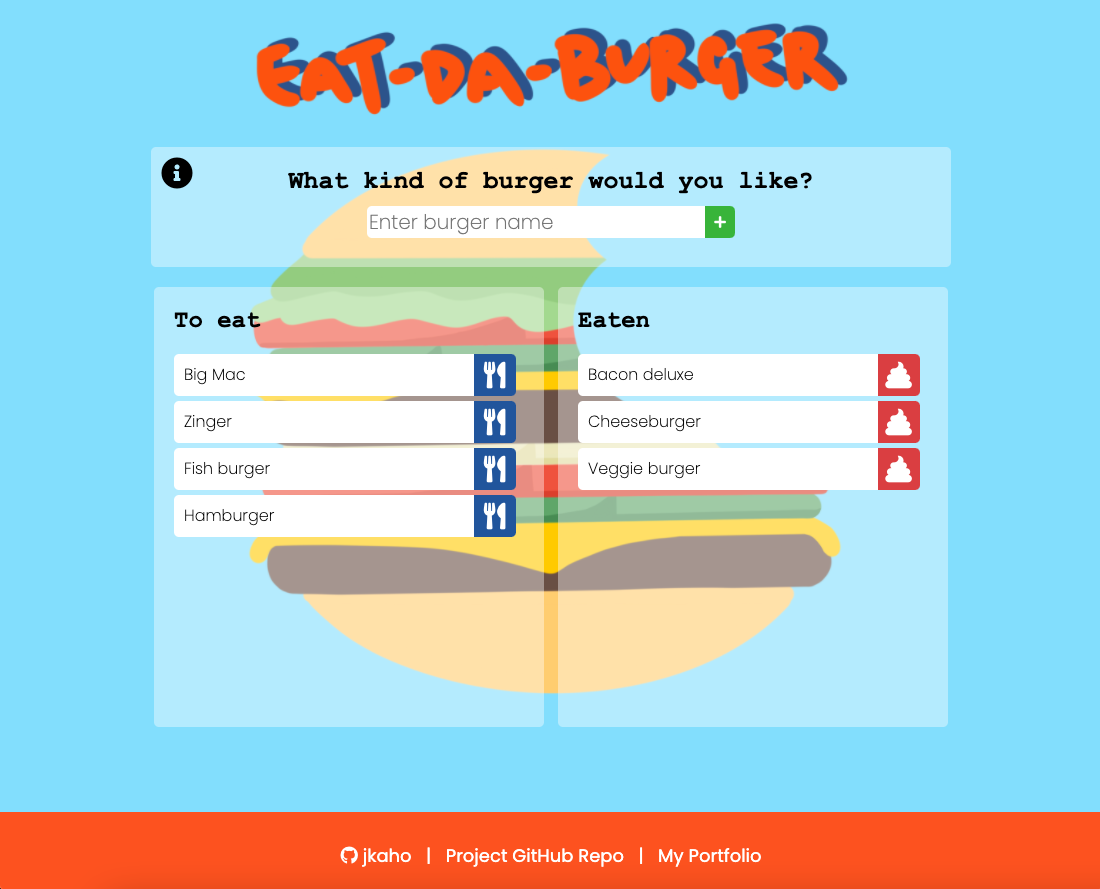 EAT-DA-BURGER
What kind of burger would you like?
Enter burger name
+
To eat
Big Mac
Zinger
Fish burger
Hamburger
Eaten
Bacon deluxe
Cheeseburger
Veggie burger
jkaho | Project GitHub Repo | My Portfolio